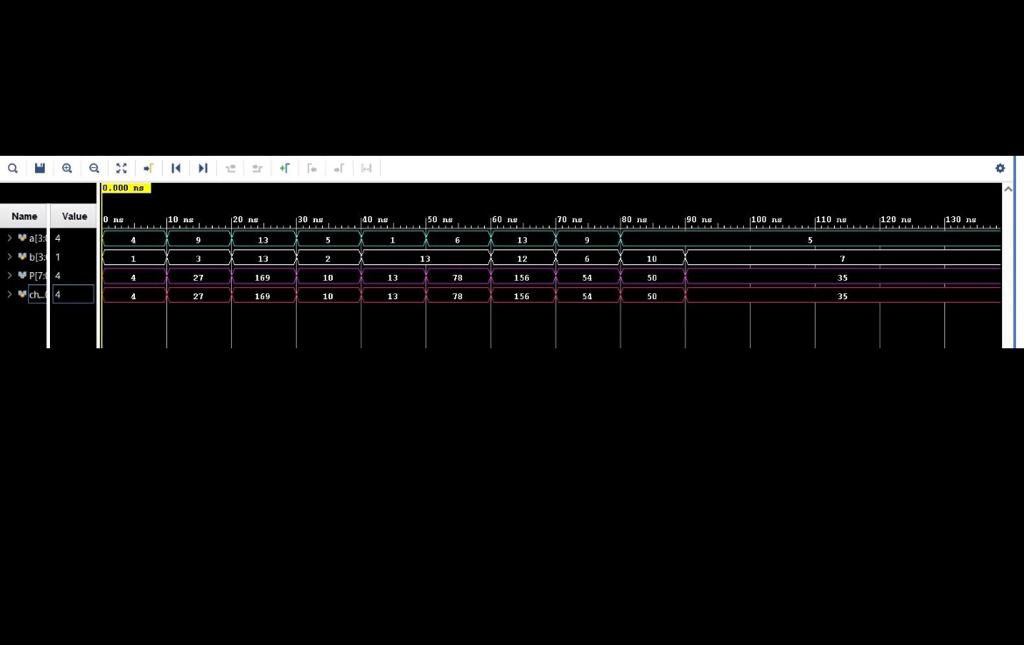 0.000 ns
Name Value
0 ns 10 ns 20 ns 30 ns 40 ns 50 ns 60 ns 70 ns 80 ns 90 ns 100 ns 110 ns 120 ns 130 ns
a[3:0 4 4 9 13 5 1 6 13 9 5
b[3:0 1 1 3 13 2 13 12 6 10 7
P[7:0 4 4 27 169 10 13 78 156 54 50 35
ch...0 4 4 27 169 10 13 78 156 54 50 35